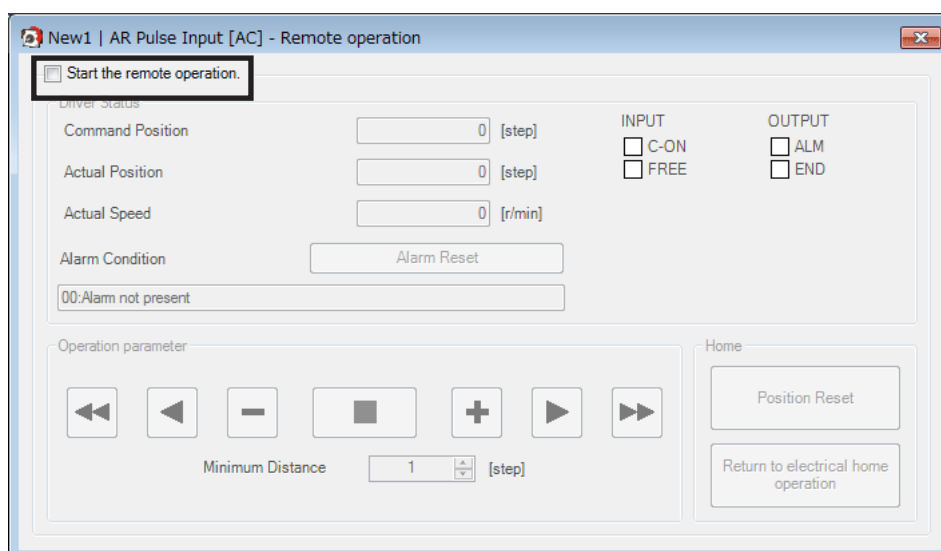 New1 | AR Pulse Input [AC] - Remote operation
Start the remote operation.
Driver Status
Command Position 0 [step]
INPUT OUTPUT
C-ON ALM
Actual Position 0 [step]
FREE END
Actual Speed 0 [r/min]
Alarm Condition Alarm Reset
00:Alarm not present
Operation parameter
Home
Position Reset
Minimum Distance 1 [step]
Return to electrical home
operation